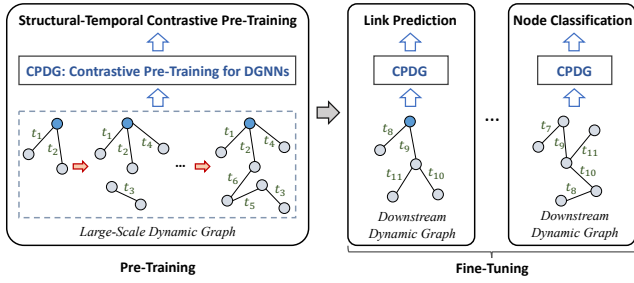 Structural-Temporal Contrastive Pre-Training
CPDG: Contrastive Pre-Training for DGNNs
t1
t2
t1
t2
t4
t3
...
t1
t2
t4
t6
t5
t3
Large-Scale Dynamic Graph
Pre-Training
Link Prediction
CPDG
t8
t9
t11
t10
Downstream
Dynamic Graph
...
Node Classification
CPDG
t7
t9
t11
t10
t8
Downstream
Dynamic Graph
Fine-Tuning